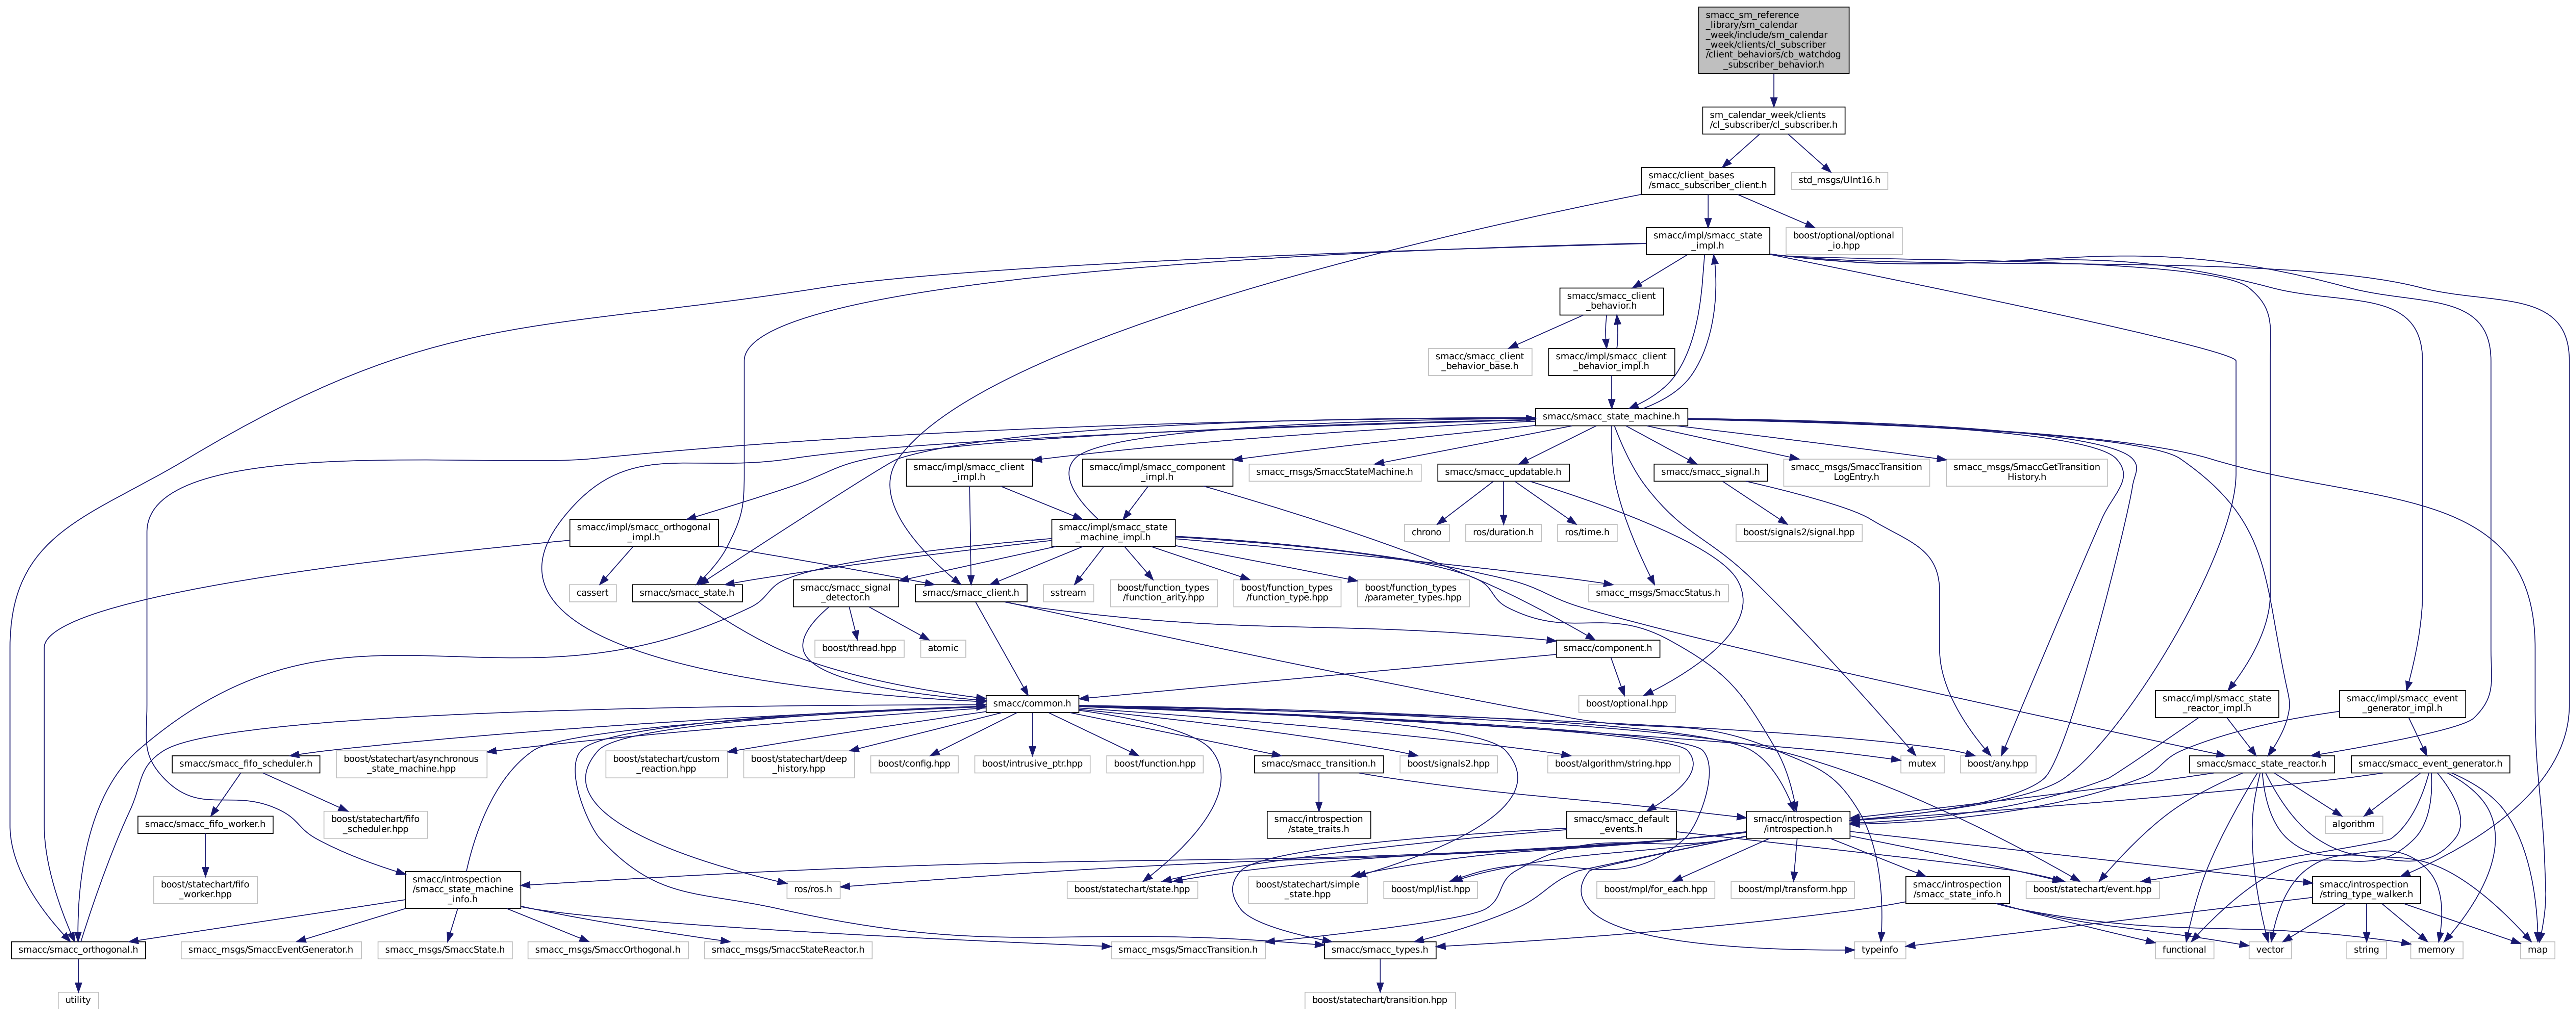 smacc_sm_reference
_library/sm_calendar
_week/include/sm_calendar
_week/clients/cl_subscriber
/client_behaviors/cb_watchdog
_subscriber_behavior.h
sm_calendar_week/clients
/cl_subscriber/cl_subscriber.h
smacc/client_bases
/smacc_subscriber_client.h
std_msgs/UInt16.h
smacc/impl/smacc_state
_impl.h
boost/optional/optional
_io.hpp
smacc/smacc_client
_behavior.h
smacc/smacc_client
_behavior_base.h
smacc/impl/smacc_client
_behavior_impl.h
smacc/smacc_state_machine.h
smacc/impl/smacc_client
_impl.h
smacc/impl/smacc_component
_impl.h
smacc_msgs/SmaccStateMachine.h
smacc/smacc_updatable.h
smacc/smacc_signal.h
smacc_msgs/SmaccTransition
LogEntry.h
smacc_msgs/SmaccGetTransition
History.h
smacc/impl/smacc_orthogonal
_impl.h
smacc/impl/smacc_state
_machine_impl.h
chrono
ros/duration.h
ros/time.h
boost/signals2/signal.hpp
cassert
smacc/smacc_state.h
smacc/smacc_signal
_detector.h
smacc/smacc_client.h
sstream
boost/function_types
/function_arity.hpp
boost/function_types
/function_type.hpp
boost/function_types
/parameter_types.hpp
smacc_msgs/SmaccStatus.h
boost/thread.hpp
atomic
smacc/component.h
smacc/common.h
boost/optional.hpp
smacc/impl/smacc_state
_reactor_impl.h
smacc/impl/smacc_event
_generator_impl.h
smacc/smacc_fifo_scheduler.h
boost/statechart/asynchronous
_state_machine.hpp
boost/statechart/custom
_reaction.hpp
boost/statechart/deep
_history.hpp
boost/config.hpp
boost/intrusive_ptr.hpp
boost/function.hpp
smacc/smacc_transition.h
boost/signals2.hpp
boost/algorithm/string.hpp
mutex
boost/any.hpp
smacc/smacc_state_reactor.h
smacc/smacc_event_generator.h
smacc/smacc_fifo_worker.h
boost/statechart/fifo
_scheduler.hpp
smacc/introspection
/state_traits.h
smacc/smacc_default
_events.h
smacc/introspection
/introspection.h
algorithm
boost/statechart/fifo
_worker.hpp
smacc/introspection
/smacc_state_machine
_info.h
ros/ros.h
boost/statechart/state.hpp
boost/statechart/simple
_state.hpp
boost/mpl/list.hpp
boost/mpl/for_each.hpp
boost/mpl/transform.hpp
smacc/introspection
/smacc_state_info.h
boost/statechart/event.hpp
smacc/introspection
/string_type_walker.h
smacc/smacc_orthogonal.h
smacc_msgs/SmaccEventGenerator.h
smacc_msgs/SmaccState.h
smacc_msgs/SmaccOrthogonal.h
smacc_msgs/SmaccStateReactor.h
smacc_msgs/SmaccTransition.h
smacc/smacc_types.h
typeinfo
functional
vector
string
memory
map
utility
boost/statechart/transition.hpp